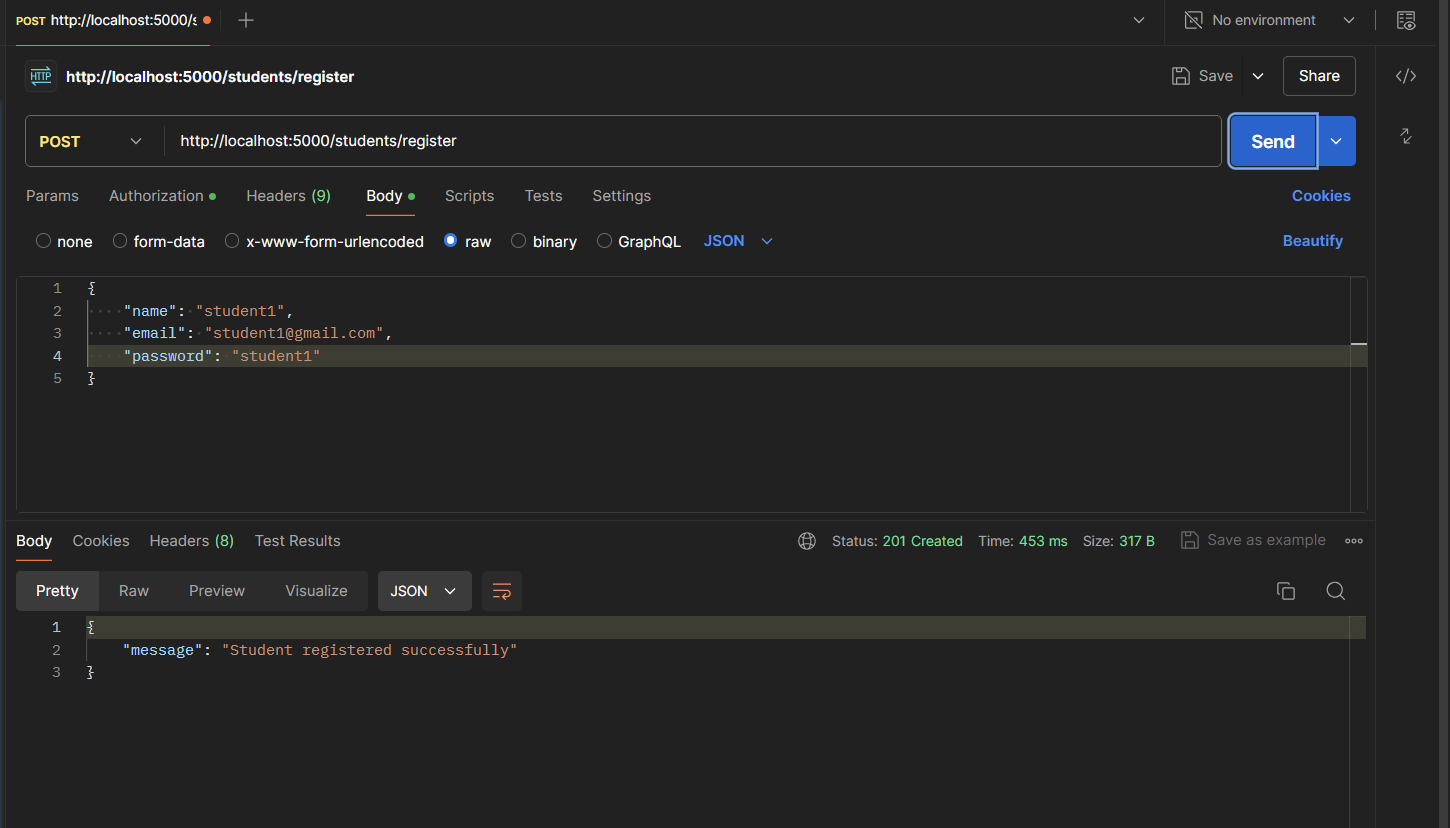 POST http://localhost:5000/s
No environment
HTTP http://localhost:5000/students/register
Save
Share
POST
http://localhost:5000/students/register
Send
Params Authorization Headers (9) Body Scripts Tests Settings Cookies
none form-data x-www-form-urlencoded raw binary GraphQL JSON Beautify
1 {
2 "name": "student1",
3 "email": "student1@gmail.com",
4 "password": "student1"
5 }
Body Cookies Headers (8) Test Results Status: 201 Created Time: 453 ms Size: 317 B Save as example
Pretty Raw Preview Visualize JSON
1 {
2 "message": "Student registered successfully"
3 }